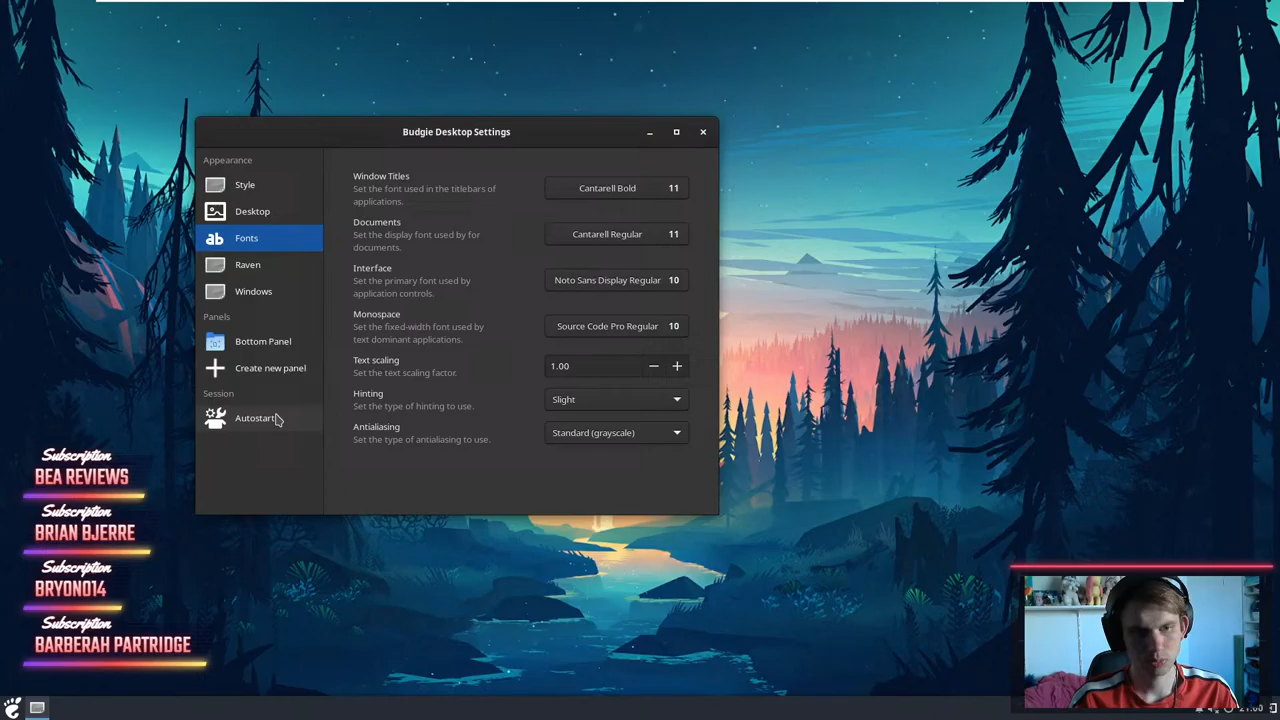 Budgie Desktop Settings
Appearance
Style
Desktop
Fonts
Raven
Windows
Panels
Bottom Panel
Create new panel
Session
Autostart
Window Titles
Set the font used in the titlebars of
applications.
Cantarell Bold 11
Documents
Set the display font used by for
documents.
Cantarell Regular 11
Interface
Set the primary font used by
application controls.
Noto Sans Display Regular 10
Monospace
Set the fixed-width font used by
text dominant applications.
Source Code Pro Regular 10
Text scaling
Set the text scaling factor.
1.00
Hinting
Set the type of hinting to use.
Slight
Antialiasing
Set the type of antialiasing to use.
Standard (grayscale)
Subscription
BEA REVIEWS
Subscription
BRIAN BJERRE
Subscription
BRYONO14
Subscription
BARBERAH PARTRIDGE